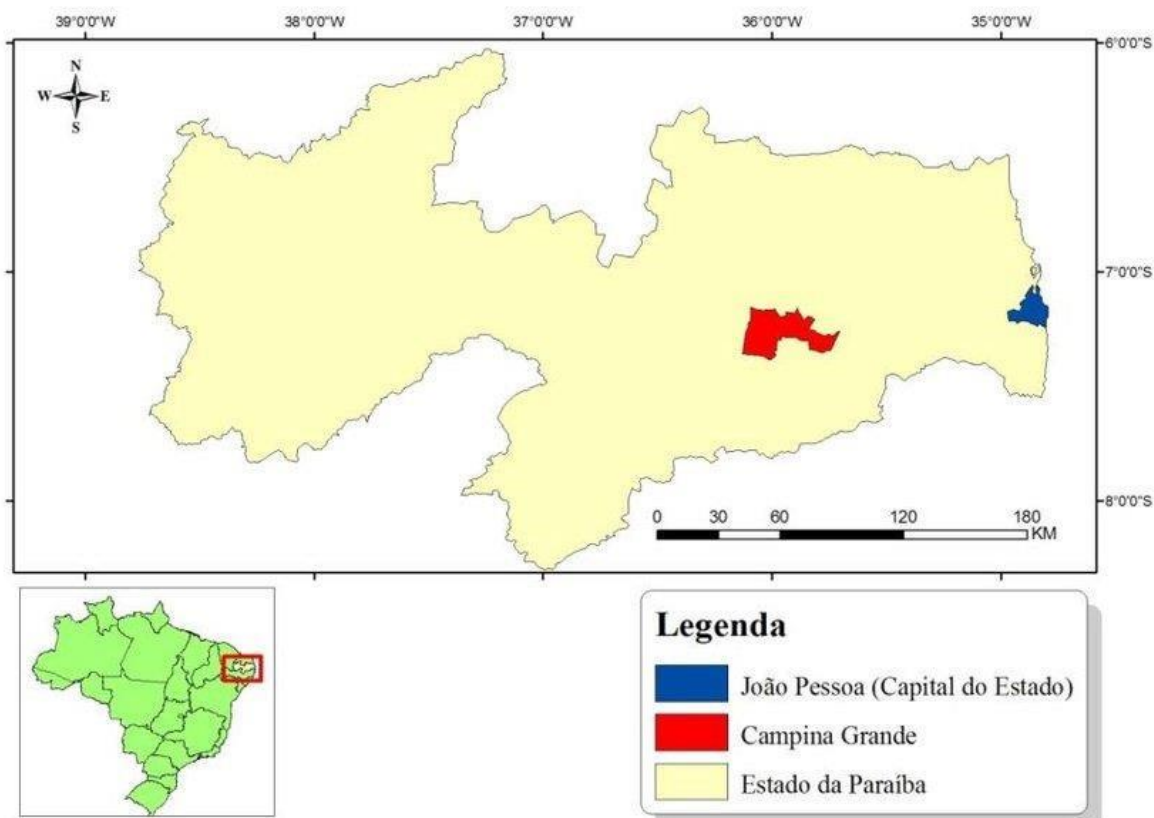 39°0'0"W 38°0'0"W 37°0'0"W 36°0'0"W 35°0'0"W
6°0'0"S
N
W E
S
7°0'0"S
8°0'0"S
0 30 60 120 180
KM
Legenda
João Pessoa (Capital do Estado)
Campina Grande
Estado da Paraíba